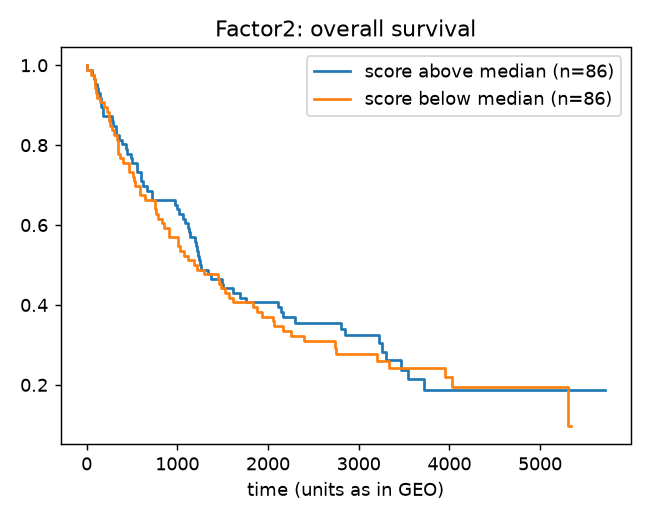 Factor2: overall survival
score above median (n=86)
score below median (n=86)
1.0
0.8
0.6
0.4
0.2
0 1000 2000 3000 4000 5000
time (units as in GEO)